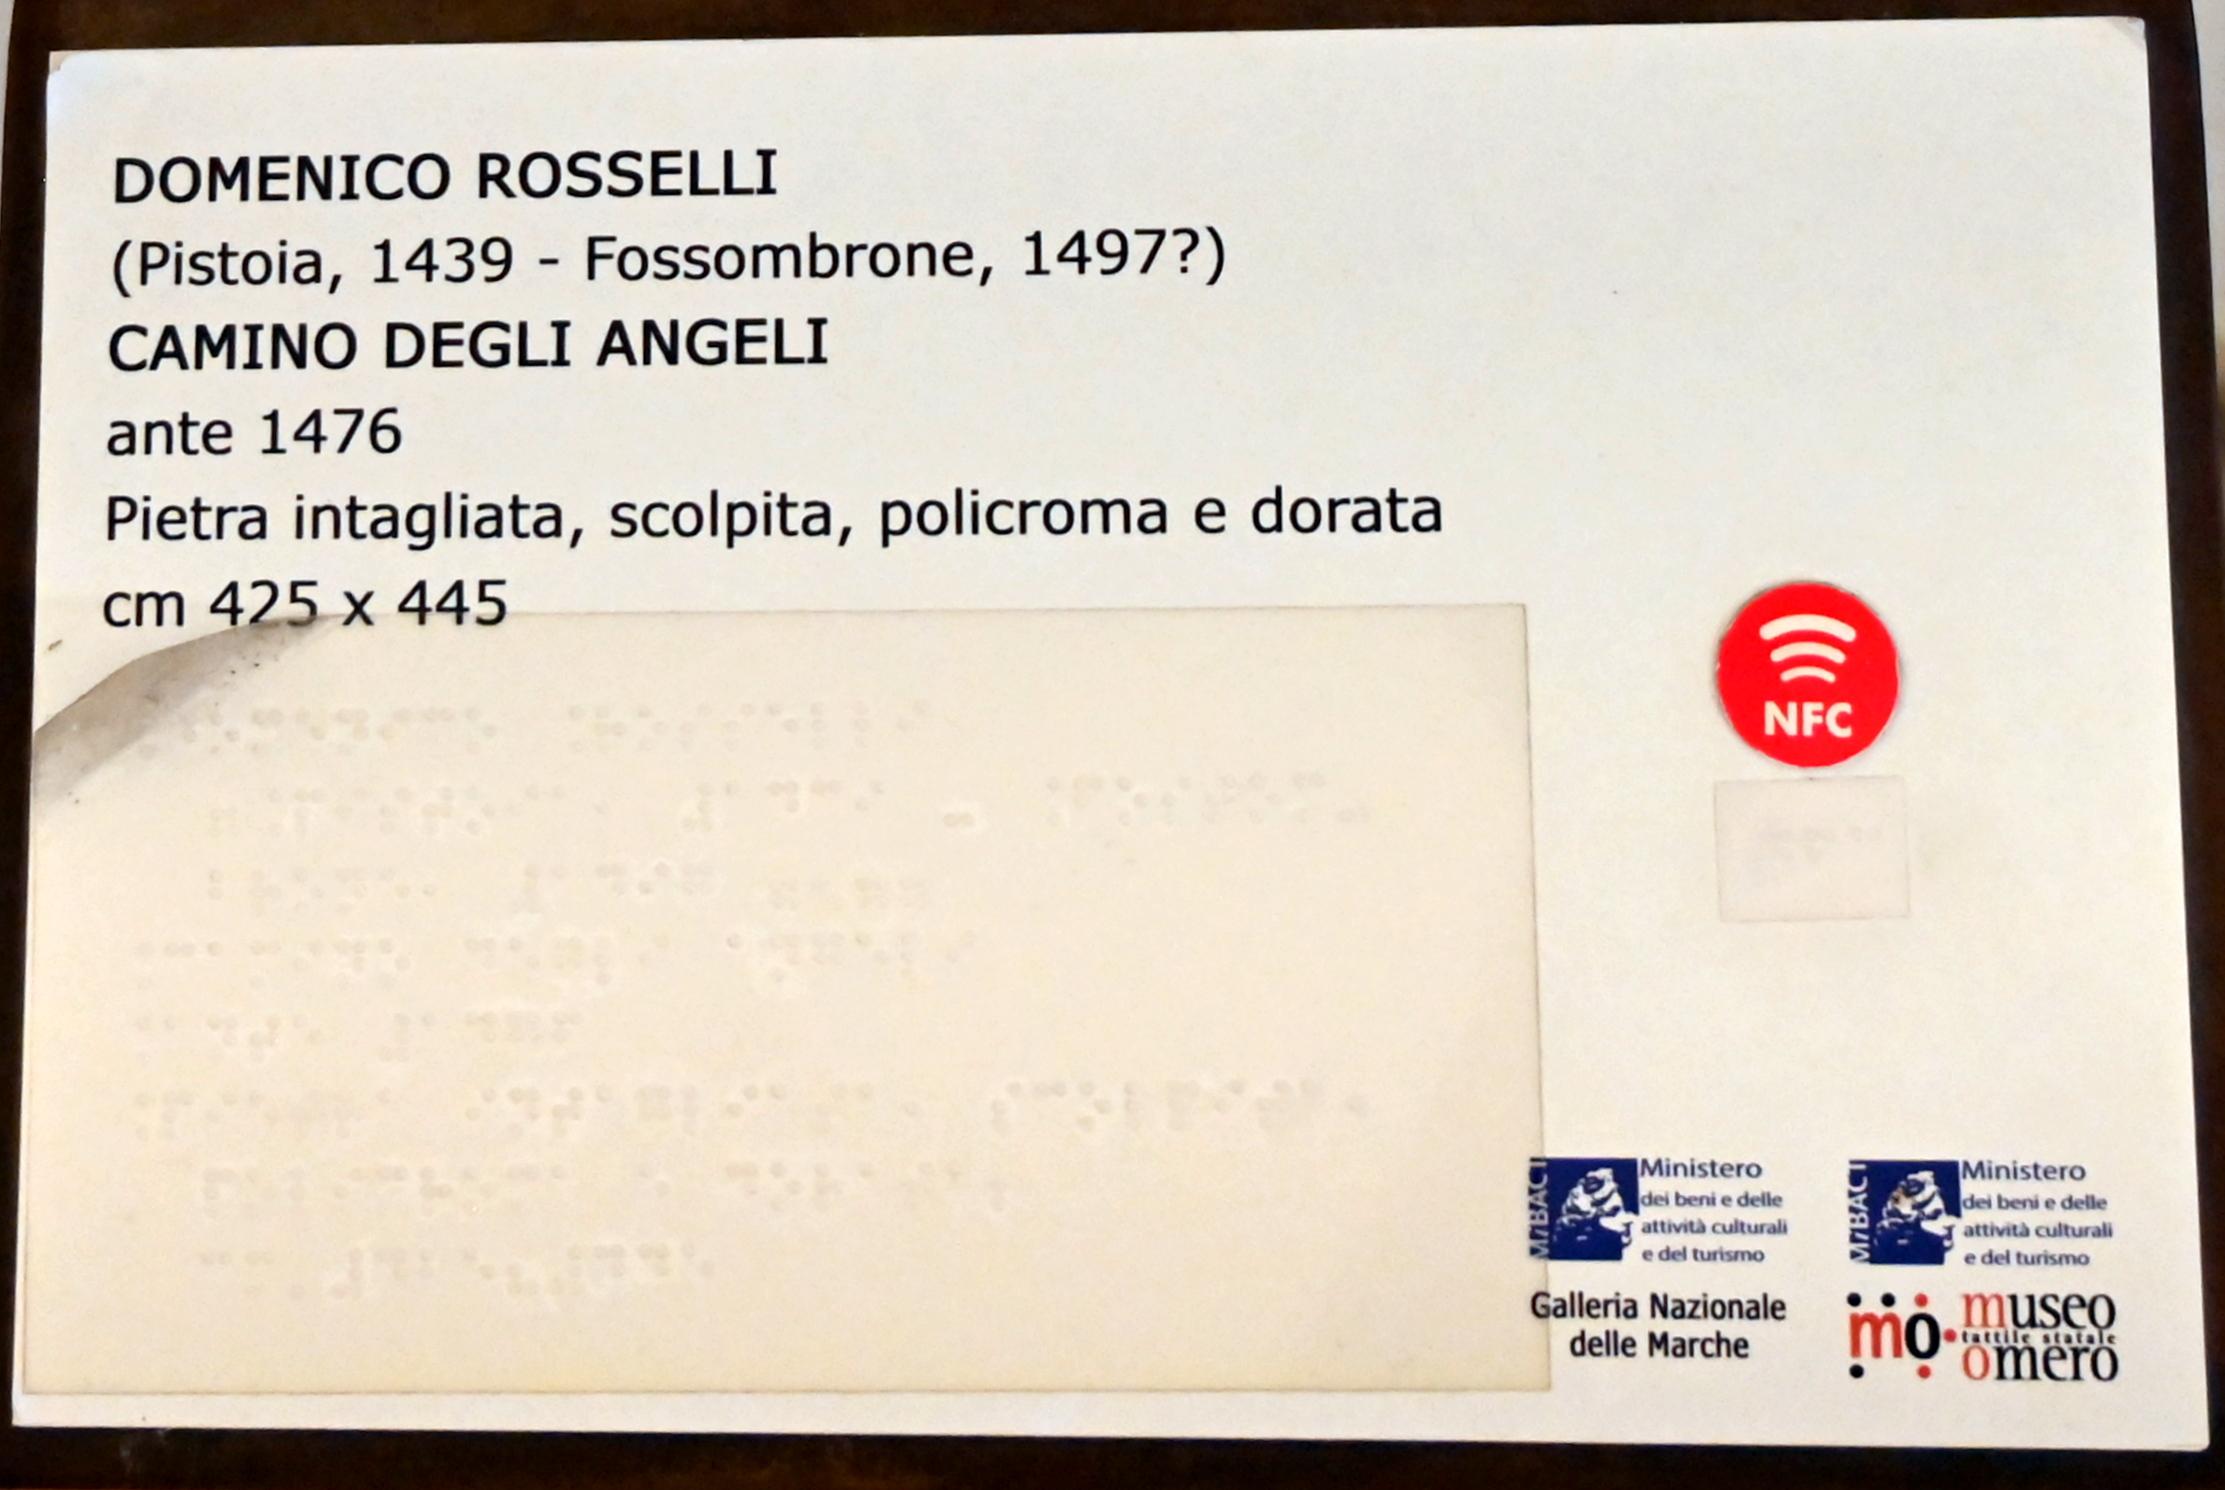 DOMENICO ROSSELLI
(Pistoia, 1439 - Fossombrone, 1497?)
CAMINO DEGLI ANGELI
ante 1476
Pietra intagliata, scolpita, policroma e dorata
cm 425 x 445
NFC
MiBACT
Ministero
dei beni e delle
attività culturali
e del turismo
Galleria Nazionale
delle Marche
MiBACT
Ministero
dei beni e delle
attività culturali
e del turismo
mo
museo
tattile statale
omero